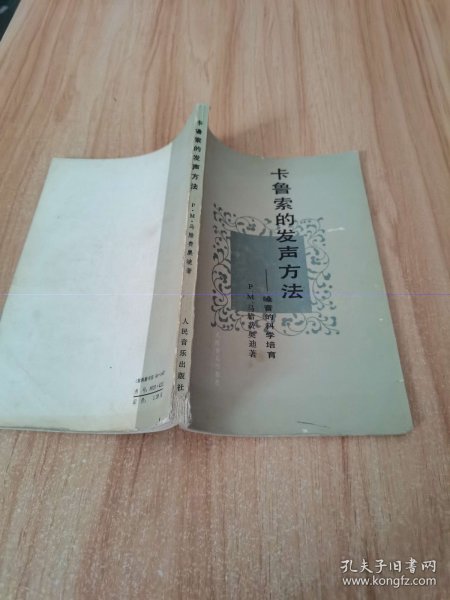 卡鲁索的发声方法
——嗓音的科学培育
P·M·马腊费奥迪著
卡鲁索的发声方法
P·M·马腊费奥迪著
人民音乐出版社
孔夫子旧书网
www.kongfz.com